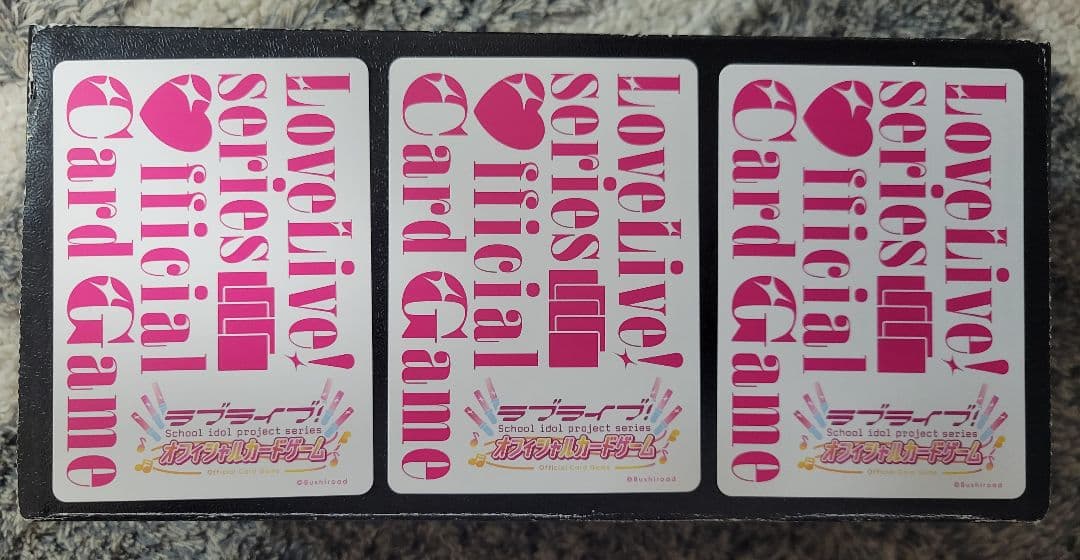 LoveLive!
series
fficial
Card Game
ラブライブ!
School idol project series
オフィシャルカードゲーム
Official Card Game
©Bushiroad
LoveLive!
series
fficial
Card Game
ラブライブ!
School idol project series
オフィシャルカードゲーム
Official Card Game
©Bushiroad
LoveLive!
series
fficial
Card Game
ラブライブ!
School idol project series
オフィシャルカードゲーム
Official Card Game
©Bushiroad